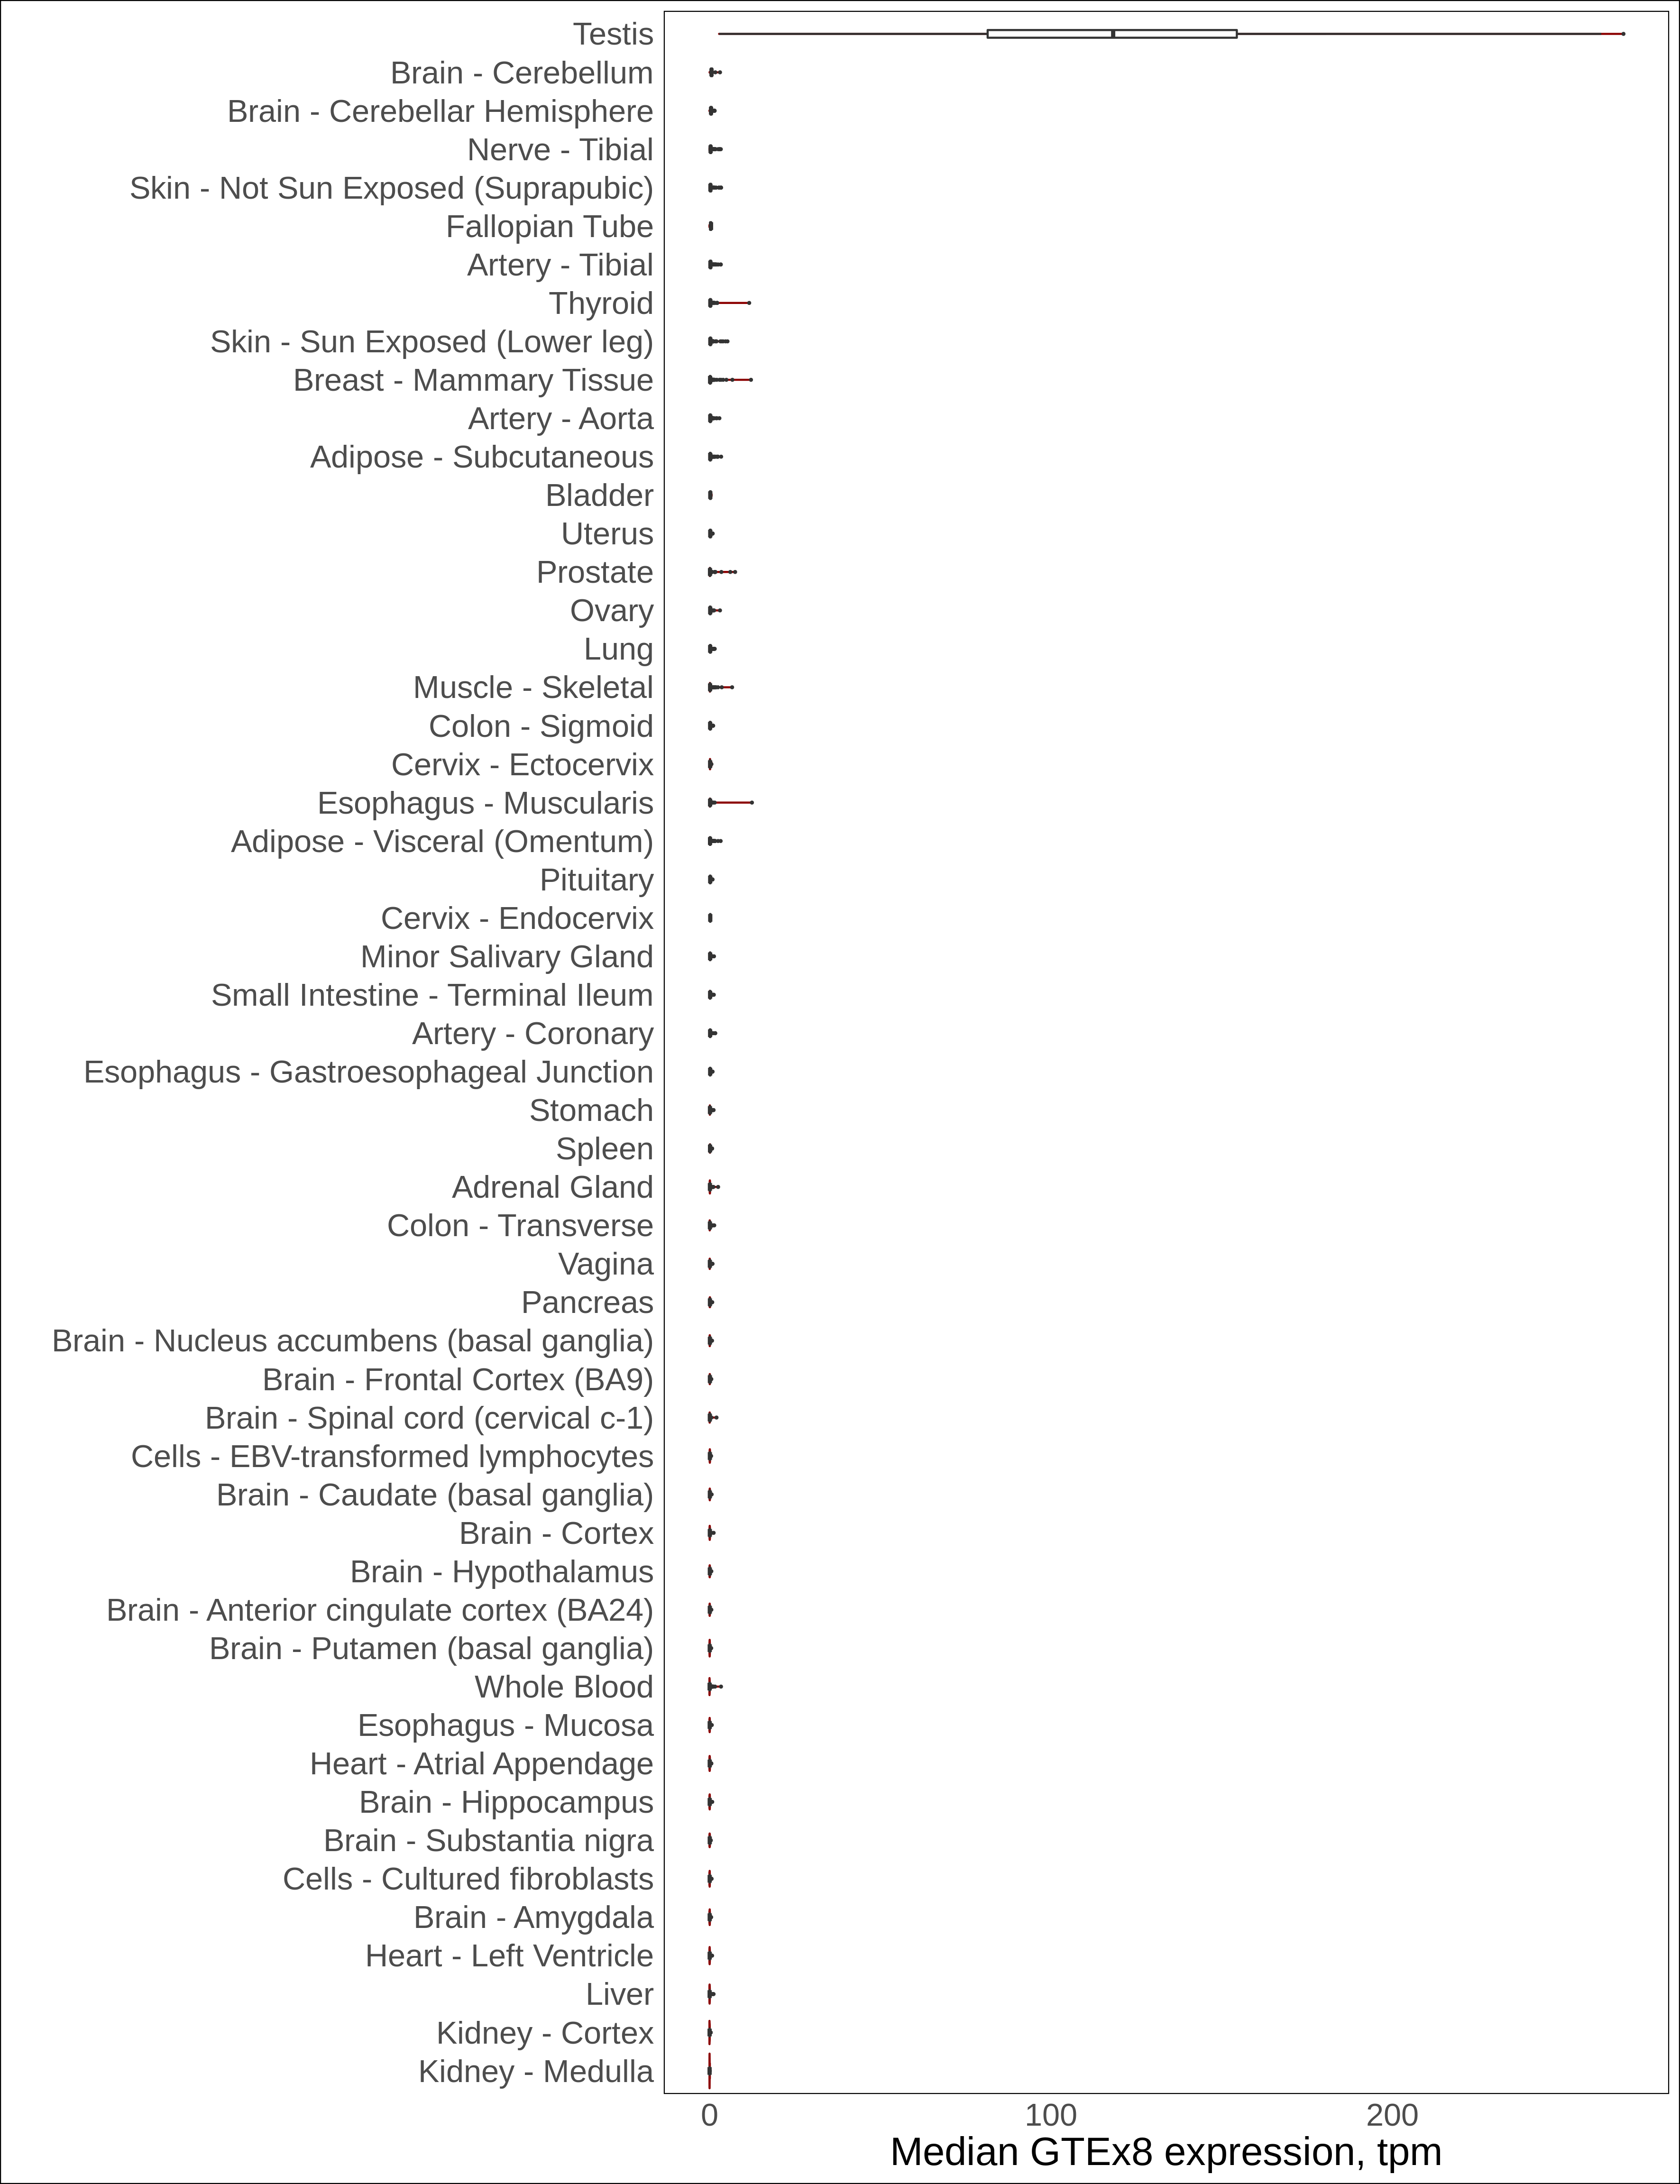 Testis
Brain - Cerebellum
Brain - Cerebellar Hemisphere
Nerve - Tibial
Skin - Not Sun Exposed (Suprapubic)
Fallopian Tube
Artery - Tibial
Thyroid
Skin - Sun Exposed (Lower leg)
Breast - Mammary Tissue
Artery - Aorta
Adipose - Subcutaneous
Bladder
Uterus
Prostate
Ovary
Lung
Muscle - Skeletal
Colon - Sigmoid
Cervix - Ectocervix
Esophagus - Muscularis
Adipose - Visceral (Omentum)
Pituitary
Cervix - Endocervix
Minor Salivary Gland
Small Intestine - Terminal Ileum
Artery - Coronary
Esophagus - Gastroesophageal Junction
Stomach
Spleen
Adrenal Gland
Colon - Transverse
Vagina
Pancreas
Brain - Nucleus accumbens (basal ganglia)
Brain - Frontal Cortex (BA9)
Brain - Spinal cord (cervical c-1)
Cells - EBV-transformed lymphocytes
Brain - Caudate (basal ganglia)
Brain - Cortex
Brain - Hypothalamus
Brain - Anterior cingulate cortex (BA24)
Brain - Putamen (basal ganglia)
Whole Blood
Esophagus - Mucosa
Heart - Atrial Appendage
Brain - Hippocampus
Brain - Substantia nigra
Cells - Cultured fibroblasts
Brain - Amygdala
Heart - Left Ventricle
Liver
Kidney - Cortex
Kidney - Medulla
0 100 200
Median GTEx8 expression, tpm